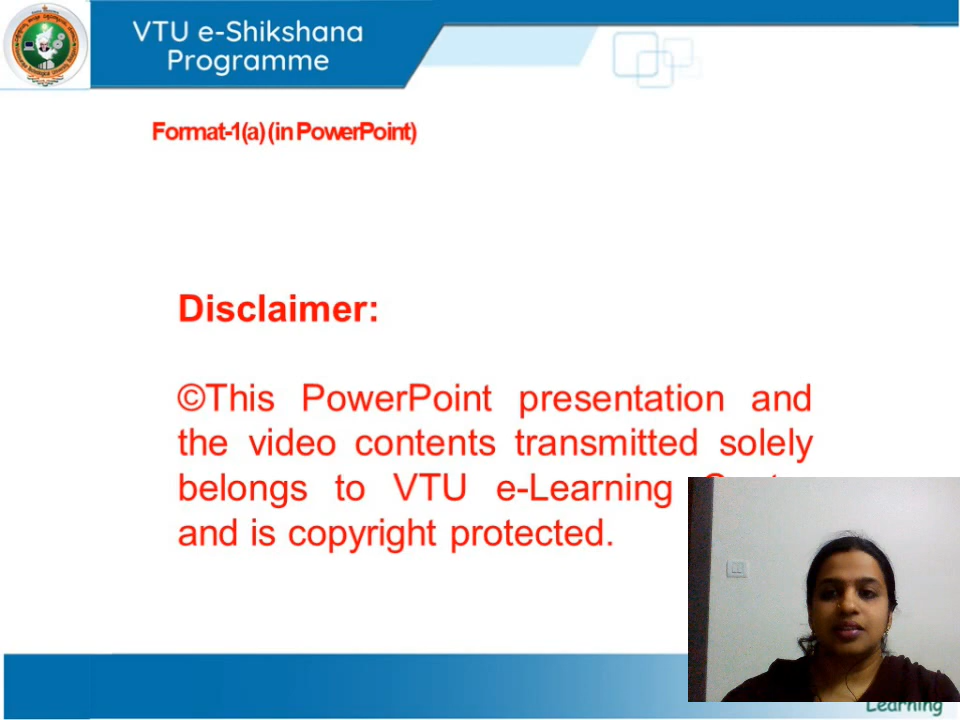 VTU e-Shikshana
Programme
Format-1(a) (in PowerPoint)
Disclaimer:
©This PowerPoint presentation and
the video contents transmitted solely
belongs to VTU e-Learning
and is copyright protected.
Learning